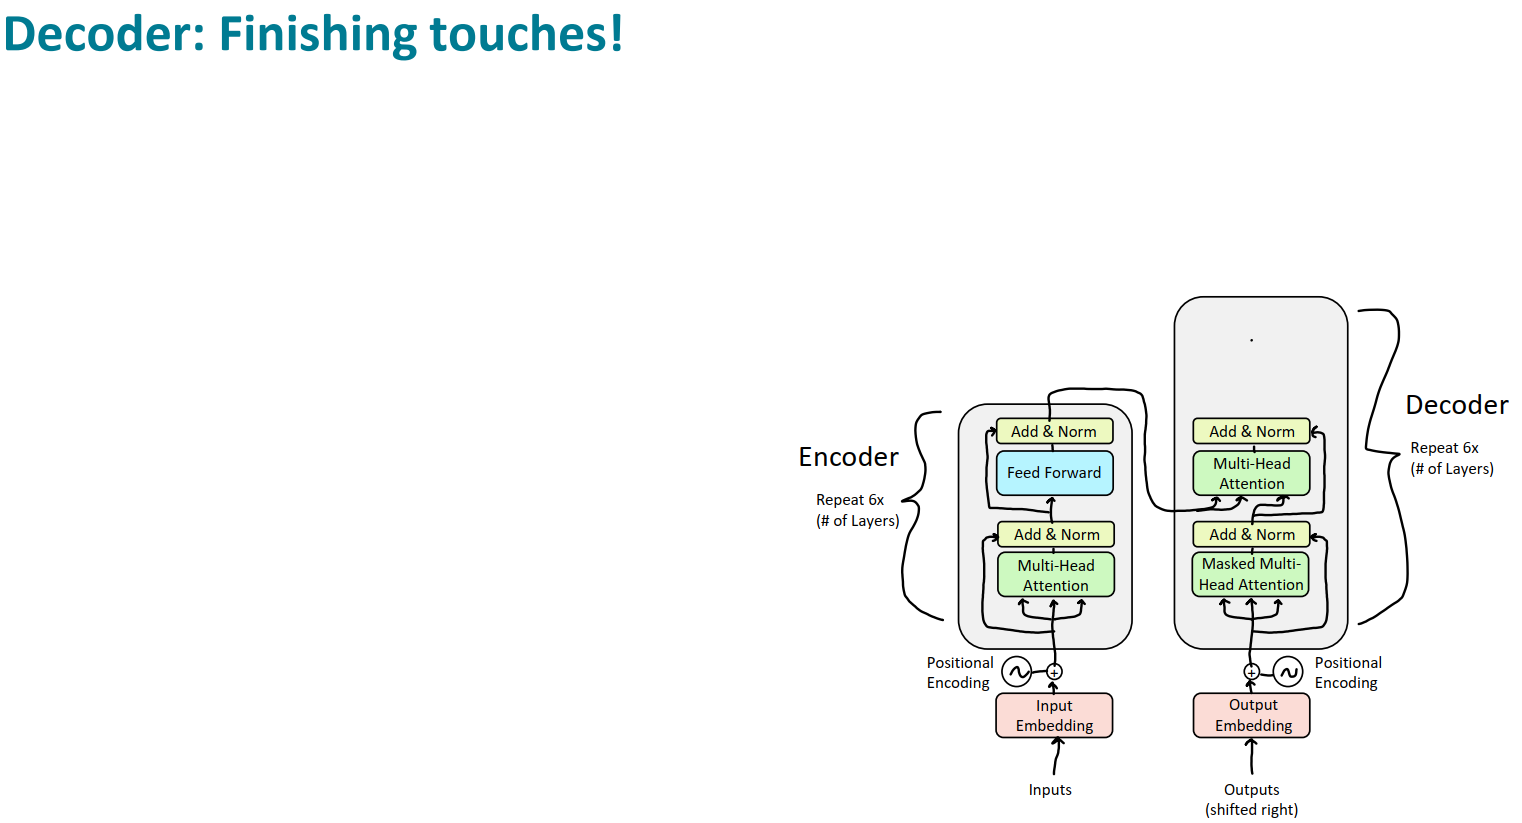 Decoder: Finishing touches!
Encoder
Repeat 6x
(# of Layers)
Add & Norm
Feed Forward
Add & Norm
Multi-Head
Attention
Positional
Encoding
+
Input
Embedding
Inputs
Add & Norm
Multi-Head
Attention
Add & Norm
Masked Multi-
Head Attention
+
Positional
Encoding
Output
Embedding
Outputs
(shifted right)
Decoder
Repeat 6x
(# of Layers)